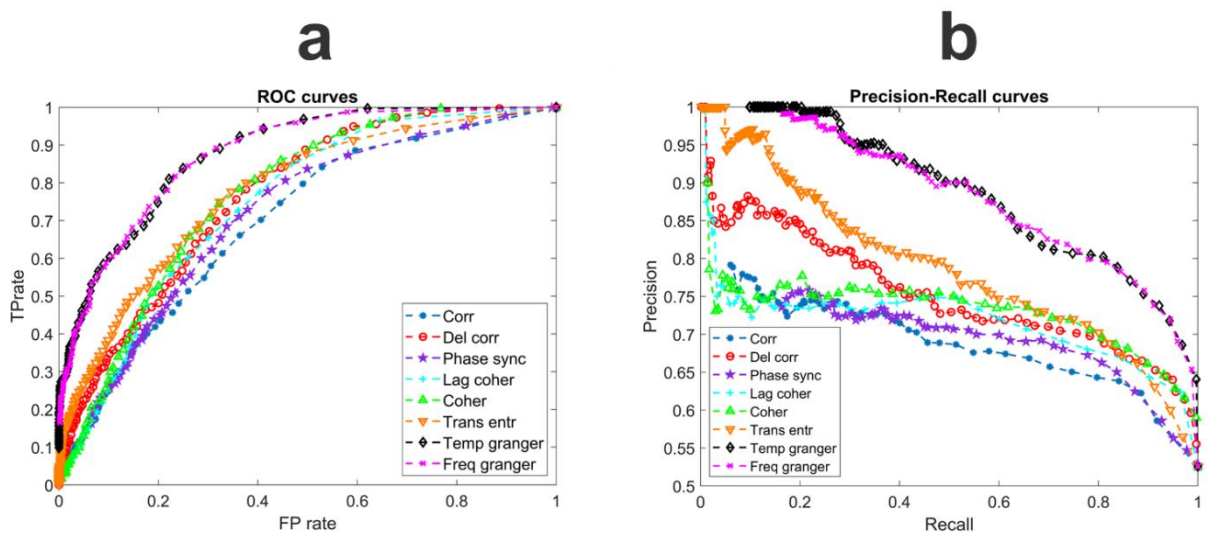 a
ROC curves
TPrate
1
0.9
0.8
0.7
0.6
0.5
0.4
0.3
0.2
0.1
0
0 0.2 0.4 0.6 0.8 1
FP rate
Corr
Del corr
Phase sync
Lag coher
Coher
Trans entr
Temp granger
Freq granger
b
Precision-Recall curves
Precision
1
0.95
0.9
0.85
0.8
0.75
0.7
0.65
0.6
0.55
0.5
0 0.2 0.4 0.6 0.8 1
Recall
Corr
Del corr
Phase sync
Lag coher
Coher
Trans entr
Temp granger
Freq granger